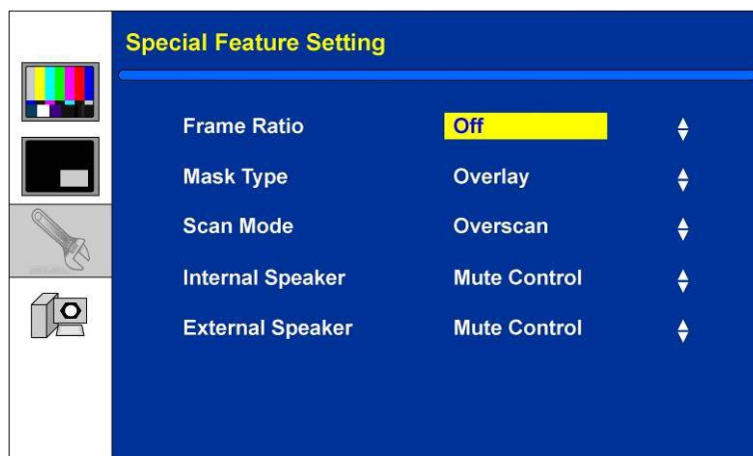 Special Feature Setting
Frame Ratio Off
Mask Type Overlay
Scan Mode Overscan
Internal Speaker Mute Control
External Speaker Mute Control